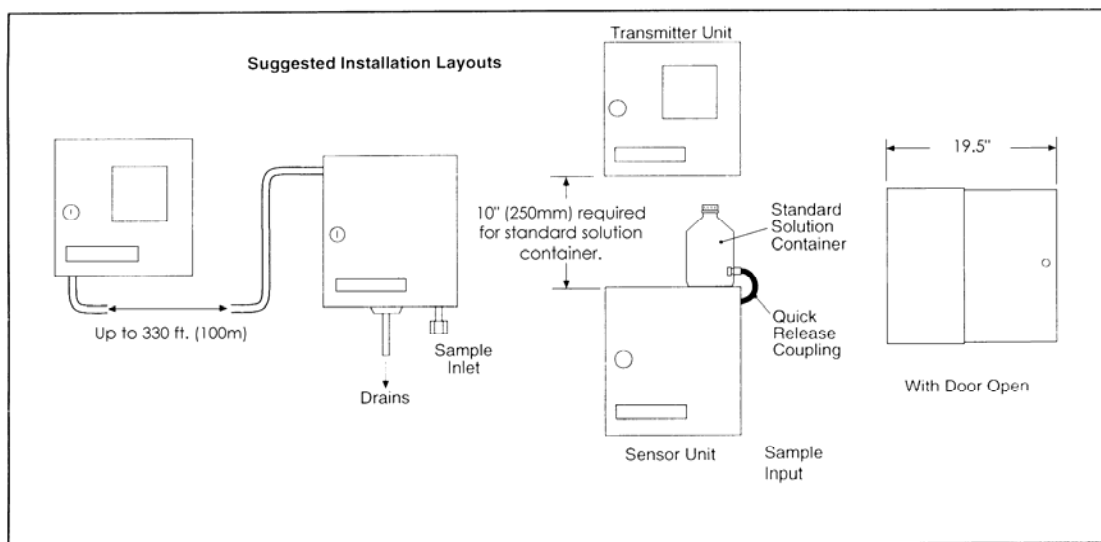 Suggested Installation Layouts
Transmitter Unit
19.5"
10" (250mm) required
for standard solution
container.
Standard
Solution
Container
Up to 330 ft. (100m)
Sample
Inlet
Drains
Quick
Release
Coupling
With Door Open
Sensor Unit
Sample
Input